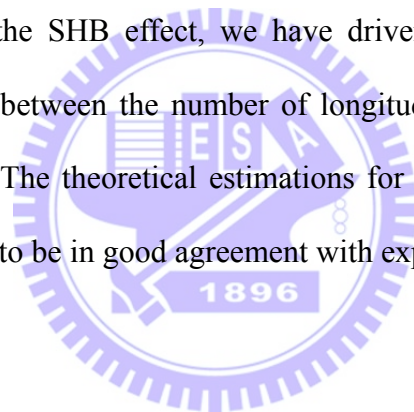 the SHB effect, we have drive
between the number of longitu
The theoretical estimations for
to be in good agreement with exp
E S A
1896